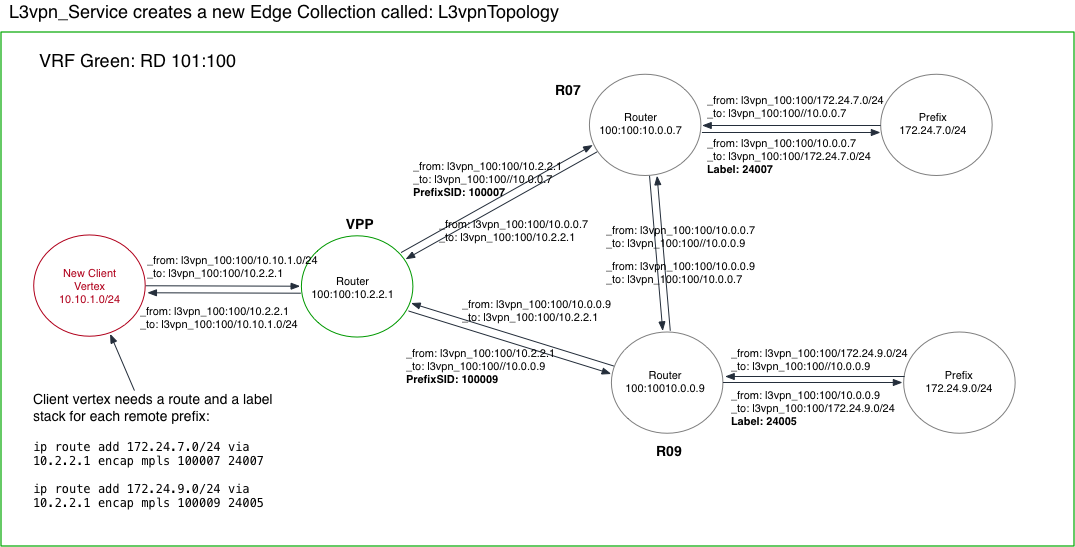 L3vpn_Service creates a new Edge Collection called: L3vpnTopology
VRF Green: RD 101:100
R07
Router
100:100:10.0.0.7
_from: l3vpn_100:100/172.24.7.0/24
_to: l3vpn_100:100//10.0.0.7
_from: l3vpn_100:100/10.0.0.7
_to: l3vpn_100:100/172.24.7.0/24
Label: 24007
Prefix
172.24.7.0/24
_from: l3vpn_100:100/10.2.2.1
_to: l3vpn_100:100//10.0.0.7
PrefixSID: 100007
_from: l3vpn_100:100/10.0.0.7
_to: l3vpn_100:100/10.2.2.1
VPP
Router
100:100:10.2.2.1
New Client
Vertex
10.10.1.0/24
_from: l3vpn_100:100/10.10.1.0/24
_to: l3vpn_100:100/10.2.2.1
_from: l3vpn_100:100/10.2.2.1
_to: l3vpn_100:100/10.10.1.0/24
_from: l3vpn_100:100/10.0.0.7
_to: l3vpn_100:100//10.0.0.9
_from: l3vpn_100:100/10.0.0.9
_to: l3vpn_100:100/10.0.0.7
_from: l3vpn_100:100/10.0.0.9
_to: l3vpn_100:100/10.2.2.1
_from: l3vpn_100:100/10.2.2.1
_to: l3vpn_100:100//10.0.0.9
PrefixSID: 100009
Router
100:10010.0.0.9
R09
_from: l3vpn_100:100/172.24.9.0/24
_to: l3vpn_100:100//10.0.0.9
_from: l3vpn_100:100/10.0.0.9
_to: l3vpn_100:100/172.24.9.0/24
Label: 24005
Prefix
172.24.9.0/24
Client vertex needs a route and a label
stack for each remote prefix:
ip route add 172.24.7.0/24 via
10.2.2.1 encap mpls 100007 24007
ip route add 172.24.9.0/24 via
10.2.2.1 encap mpls 100009 24005